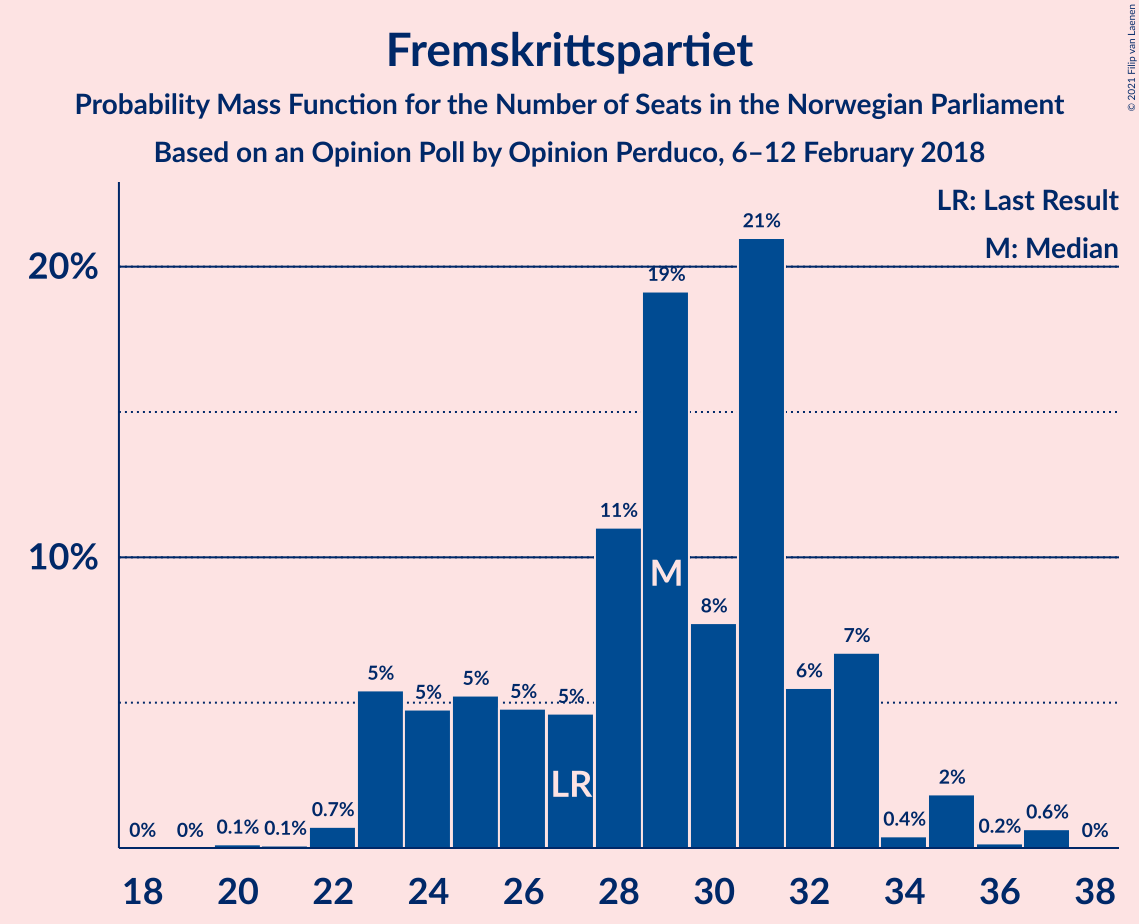 Fremskrittspartiet
Probability Mass Function for the Number of Seats in the Norwegian Parliament
Based on an Opinion Poll by Opinion Perduco, 6–12 February 2018
© 2021 Filip van Laenen
LR: Last Result
M: Median
20%
10%
0% 0% 0.1% 0.1% 0.7% 5% 5% 5% 5% 5% 11% 19% 8% 21% 6% 7% 0.4% 2% 0.2% 0.6% 0%
M
LR
18 20 22 24 26 28 30 32 34 36 38